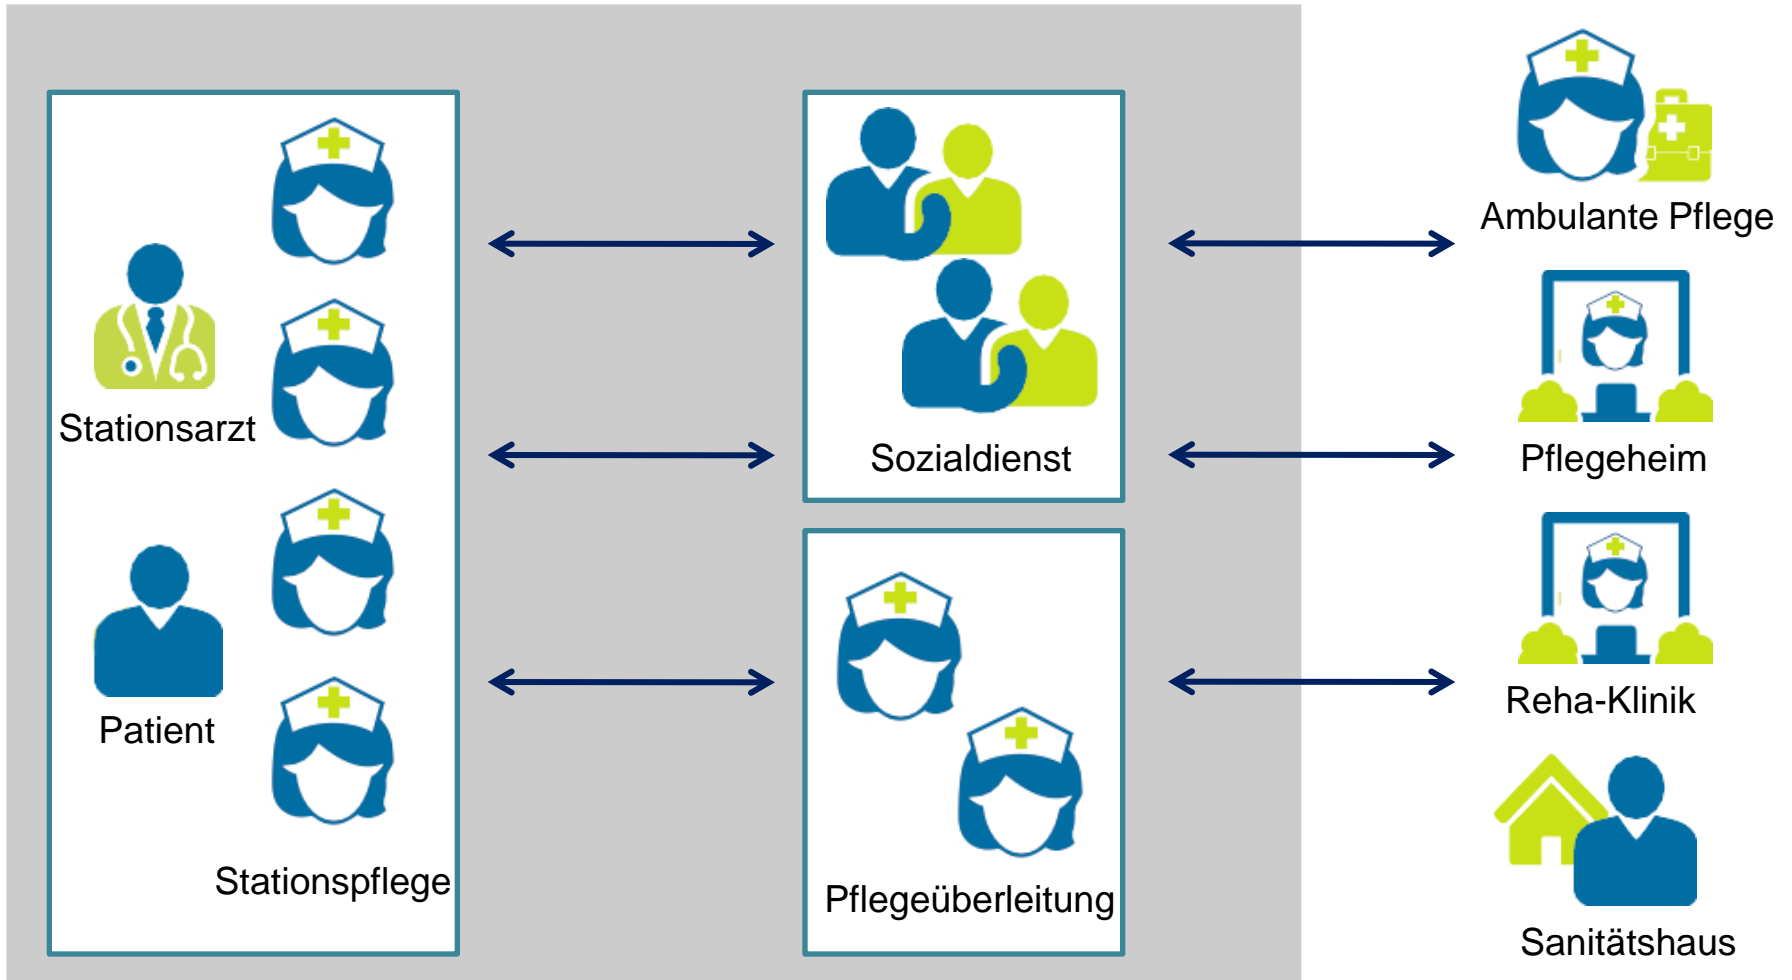 Stationsarzt
Patient
Stationspflege
Sozialdienst
Pflegeüberleitung
Ambulante Pflege
Pflegeheim
Reha-Klinik
Sanitätshaus